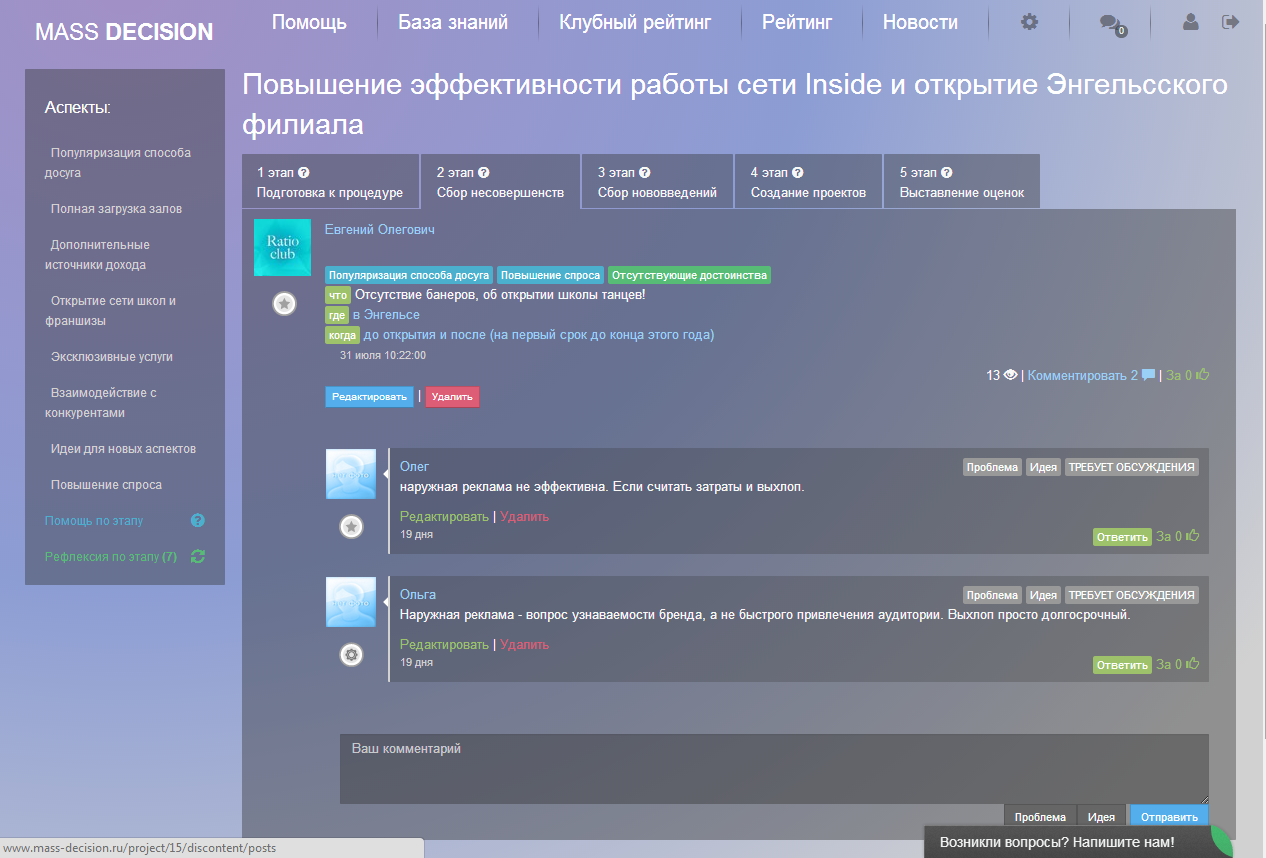 MASS DECISION
Помощь
База знаний
Клубный рейтинг
Рейтинг
Новости
0
Аспекты:
Популяризация способа
досуга
Полная загрузка залов
Дополнительные
источники дохода
Открытие сети школ и
франшизы
Эксклюзивные услуги
Взаимодействие с
конкурентами
Идеи для новых аспектов
Повышение спроса
Помощь по этапу
Рефлексия по этапу (7)
Повышение эффективности работы сети Inside и открытие Энгельсского
филиала
1 этап
Подготовка к процедуре
2 этап
Сбор несовершенств
3 этап
Сбор нововведений
4 этап
Создание проектов
5 этап
Выставление оценок
Ratio
club
Евгений Олегович
Популяризация способа досуга Повышение спроса Отсутствующие достоинства
что Отсутствие банеров, об открытии школы танцев!
где в Энгельсе
когда до открытия и после (на первый срок до конца этого года)
31 июля 10:22:00
13 | Комментировать 2 | За 0
Редактировать | Удалить
Олег
Проблема Идея ТРЕБУЕТ ОБСУЖДЕНИЯ
наружная реклама не эффективна. Если считать затраты и выхлоп.
Редактировать | Удалить
19 дня
Ответить За 0
Ольга
Проблема Идея ТРЕБУЕТ ОБСУЖДЕНИЯ
Наружная реклама - вопрос узнаваемости бренда, а не быстрого привлечения аудитории. Выхлоп просто долгосрочный.
Редактировать | Удалить
19 дня
Ответить За 0
Ваш комментарий
Проблема Идея Отправить
Возникли вопросы? Напишите нам!
www.mass-decision.ru/project/15/discontent/posts